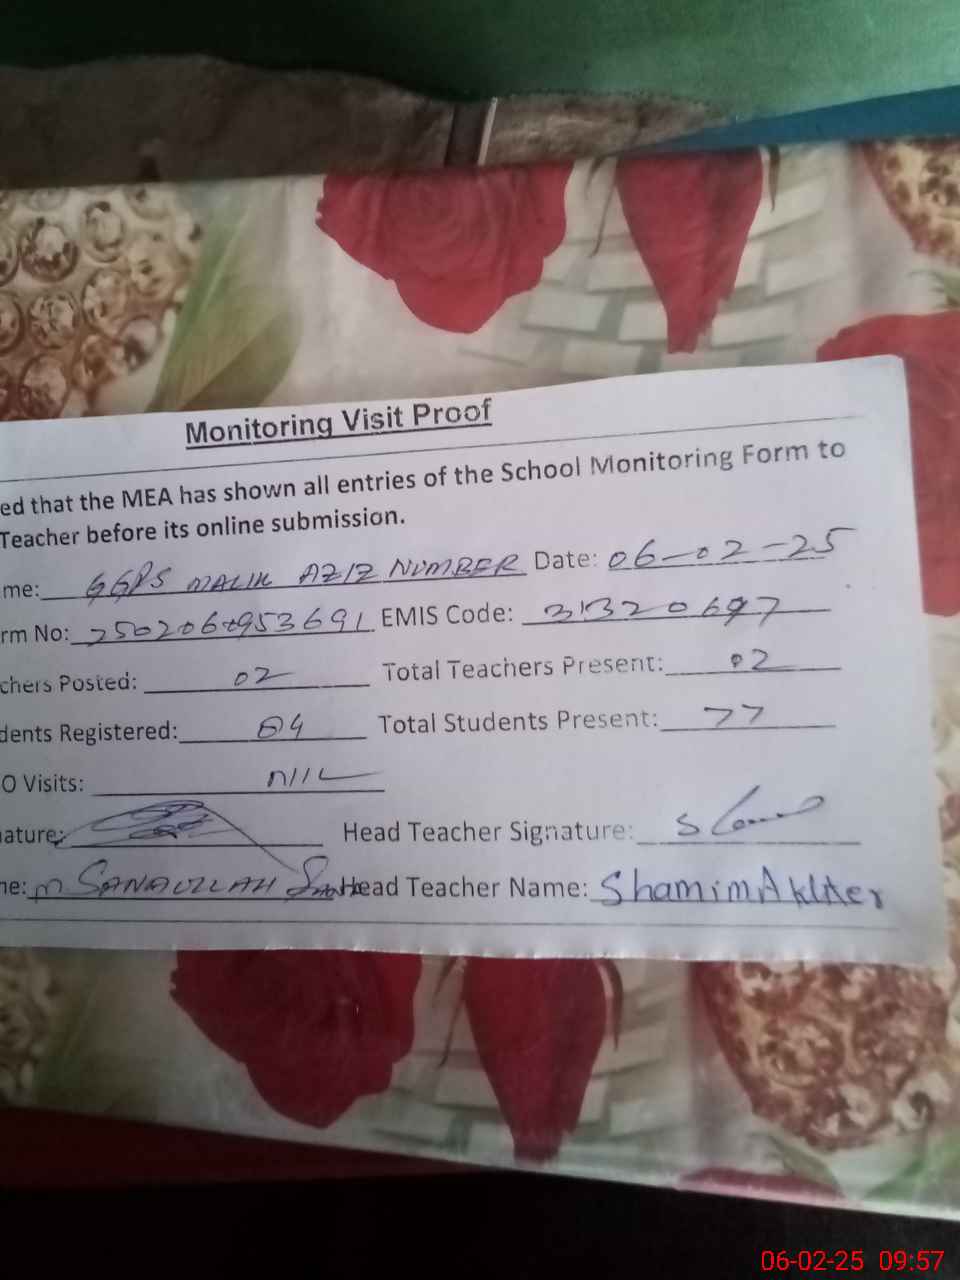 Monitoring Visit Proof
ed that the MEA has shown all entries of the School Monitoring Form to
Teacher before its online submission.
me: GGPS MALIK AZIZ NUMBER Date: 06-02-25
rm No: EMIS Code: 31320697
chers Posted: 02 Total Teachers Present: 02
dents Registered: 84 Total Students Present: 77
O Visits: NIIL
ature: Head Teacher Signature:
ne: M SANAULLAH Head Teacher Name: Shamim Akhter
06-02-25 09:57